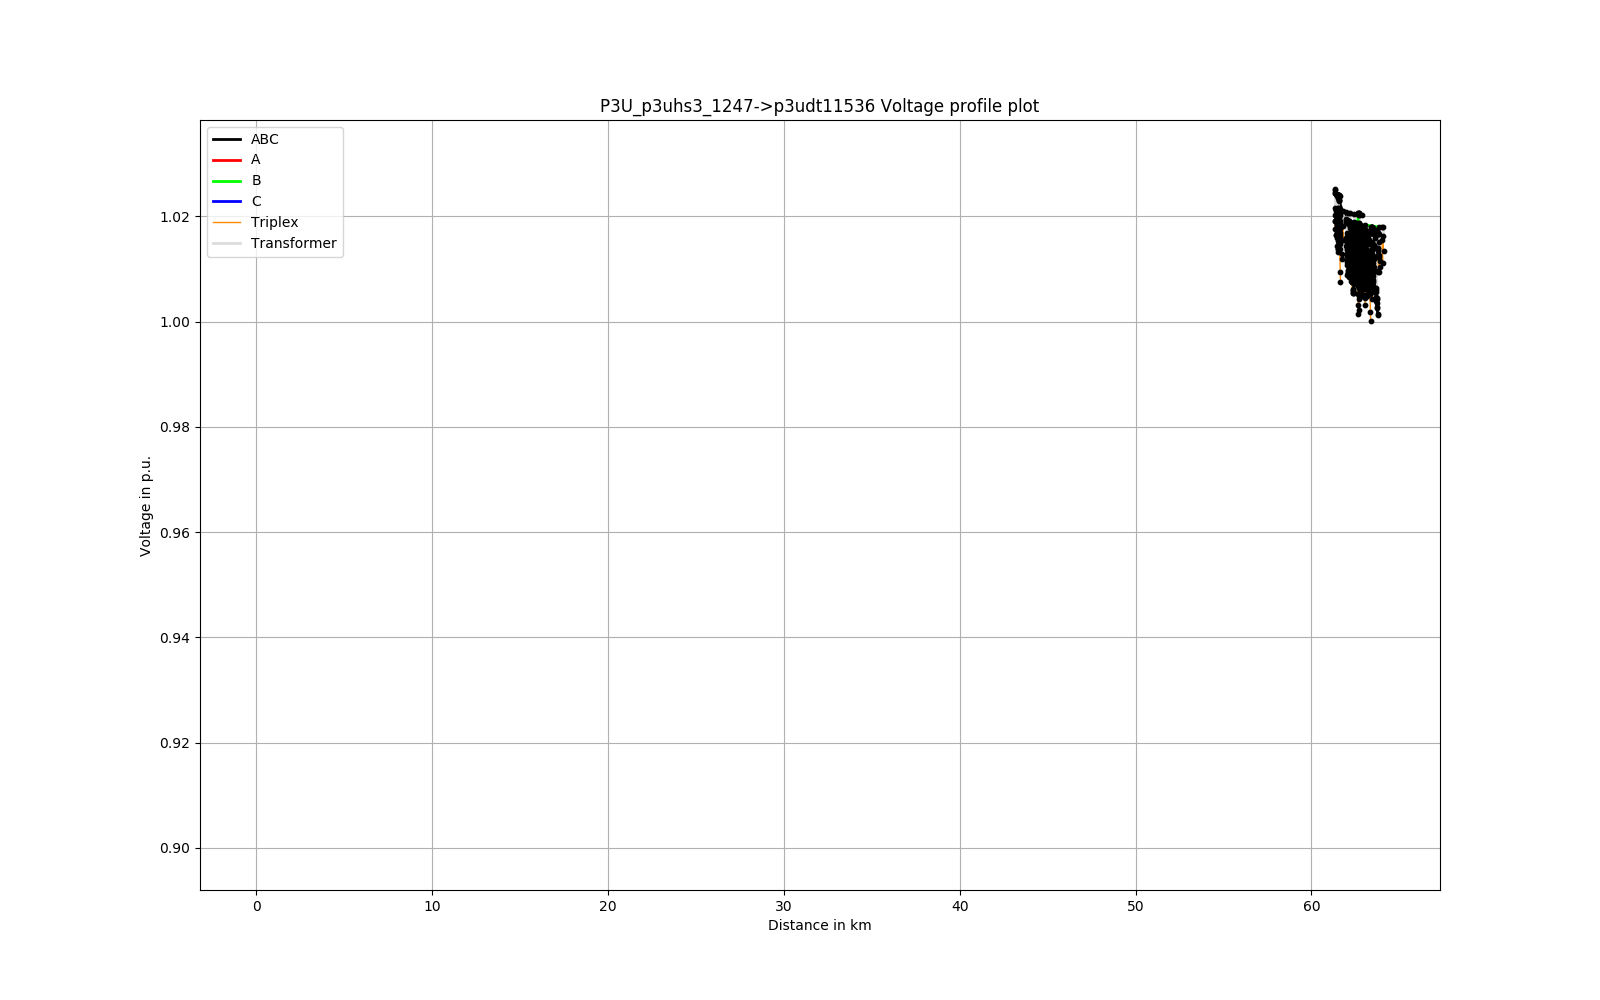 P3U_p3uhs3_1247->p3udt11536 Voltage profile plot
ABC
A
B
C
Triplex
Transformer
1.02
1.00
0.98
0.96
0.94
0.92
0.90
Voltage in p.u.
0 10 20 30 40 50 60
Distance in km